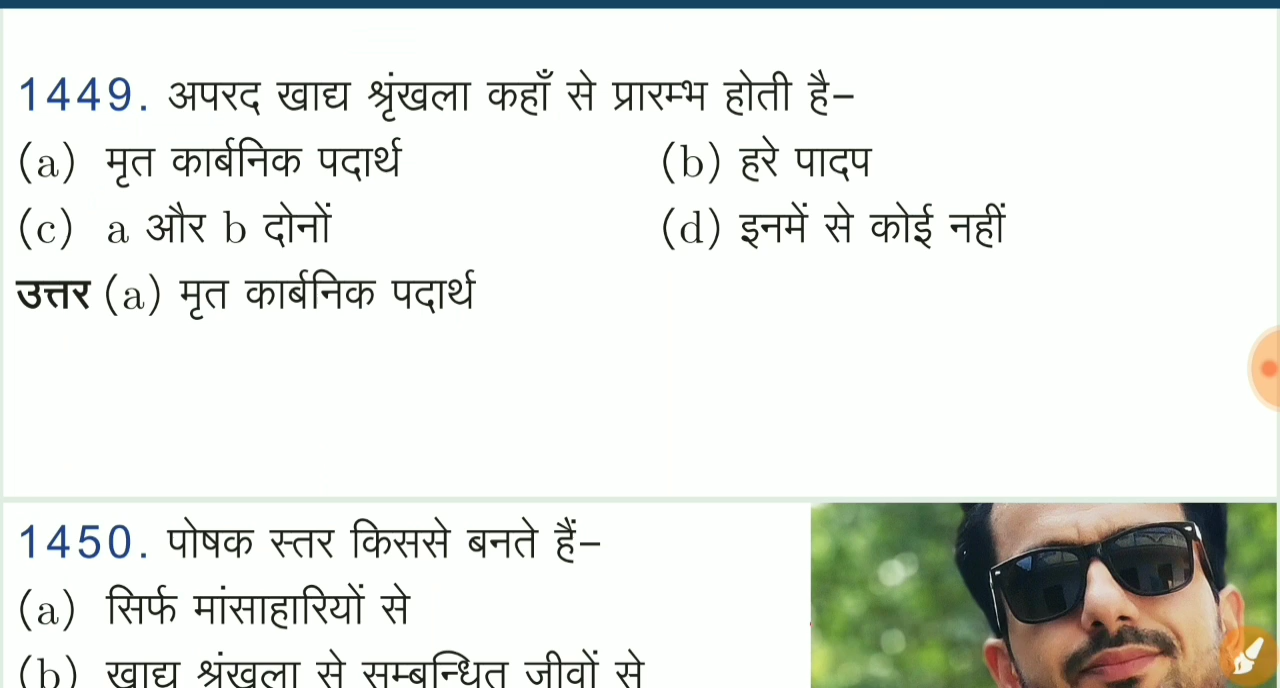 1449. अपरद खाद्य श्रृंखला कहाँ से प्रारम्भ होती है–
(a) मृत कार्बनिक पदार्थ (b) हरे पादप
(c) a और b दोनों (d) इनमें से कोई नहीं
उत्तर (a) मृत कार्बनिक पदार्थ
1450. पोषक स्तर किससे बनते हैं–
(a) सिर्फ मांसाहारियों से
(b) खाद्य श्रृंखला से सम्बन्धित जीवों से